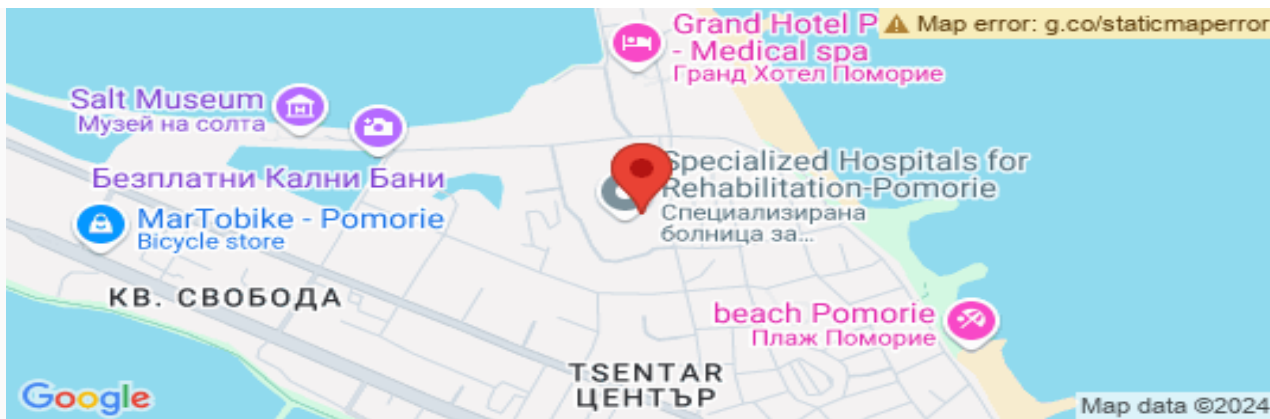 Grand Hotel P
- Medical spa
Гранд Хотел Поморие
Map error: g.co/staticmaperror
Salt Museum
Музей на солта
Безплатни Кални Бани
Specialized Hospitals for
Rehabilitation-Pomorie
Специализирана
болница за...
MarTobike - Pomorie
Bicycle store
КВ. СВОБОДА
beach Pomorie
Плаж Поморие
TSENTAR
ЦЕНТЪР
Google
Map data ©2024